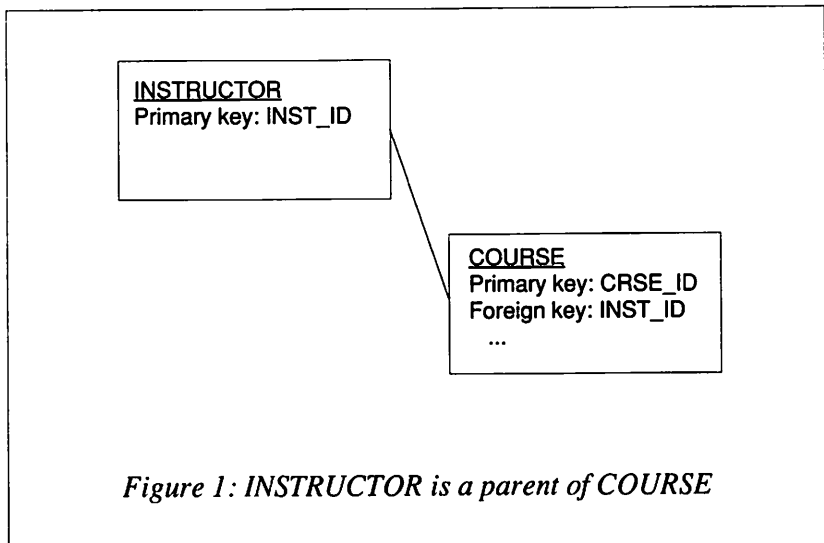 INSTRUCTOR
Primary key: INST_ID
COURSE
Primary key: CRSE_ID
Foreign key: INST_ID
...
Figure 1: INSTRUCTOR is a parent of COURSE